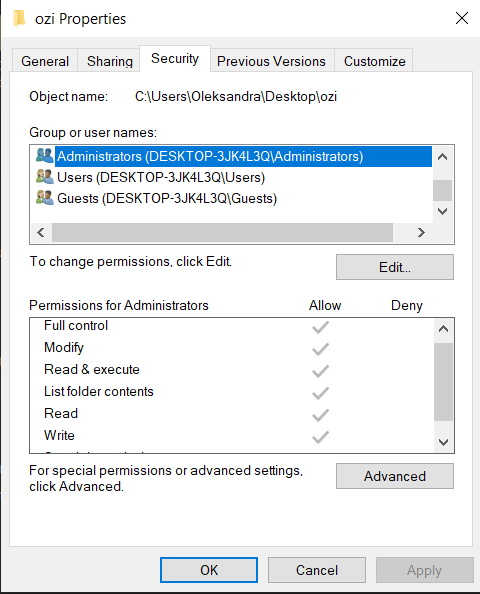 ozi Properties
General Sharing Security Previous Versions Customize
Object name: C:\Users\Oleksandra\Desktop\ozi
Group or user names:
Administrators (DESKTOP-3JK4L3Q\Administrators)
Users (DESKTOP-3JK4L3Q\Users)
Guests (DESKTOP-3JK4L3Q\Guests)
To change permissions, click Edit.
Edit...
Permissions for Administrators Allow Deny
Full control
Modify
Read & execute
List folder contents
Read
Write
For special permissions or advanced settings,
click Advanced.
Advanced
OK Cancel Apply